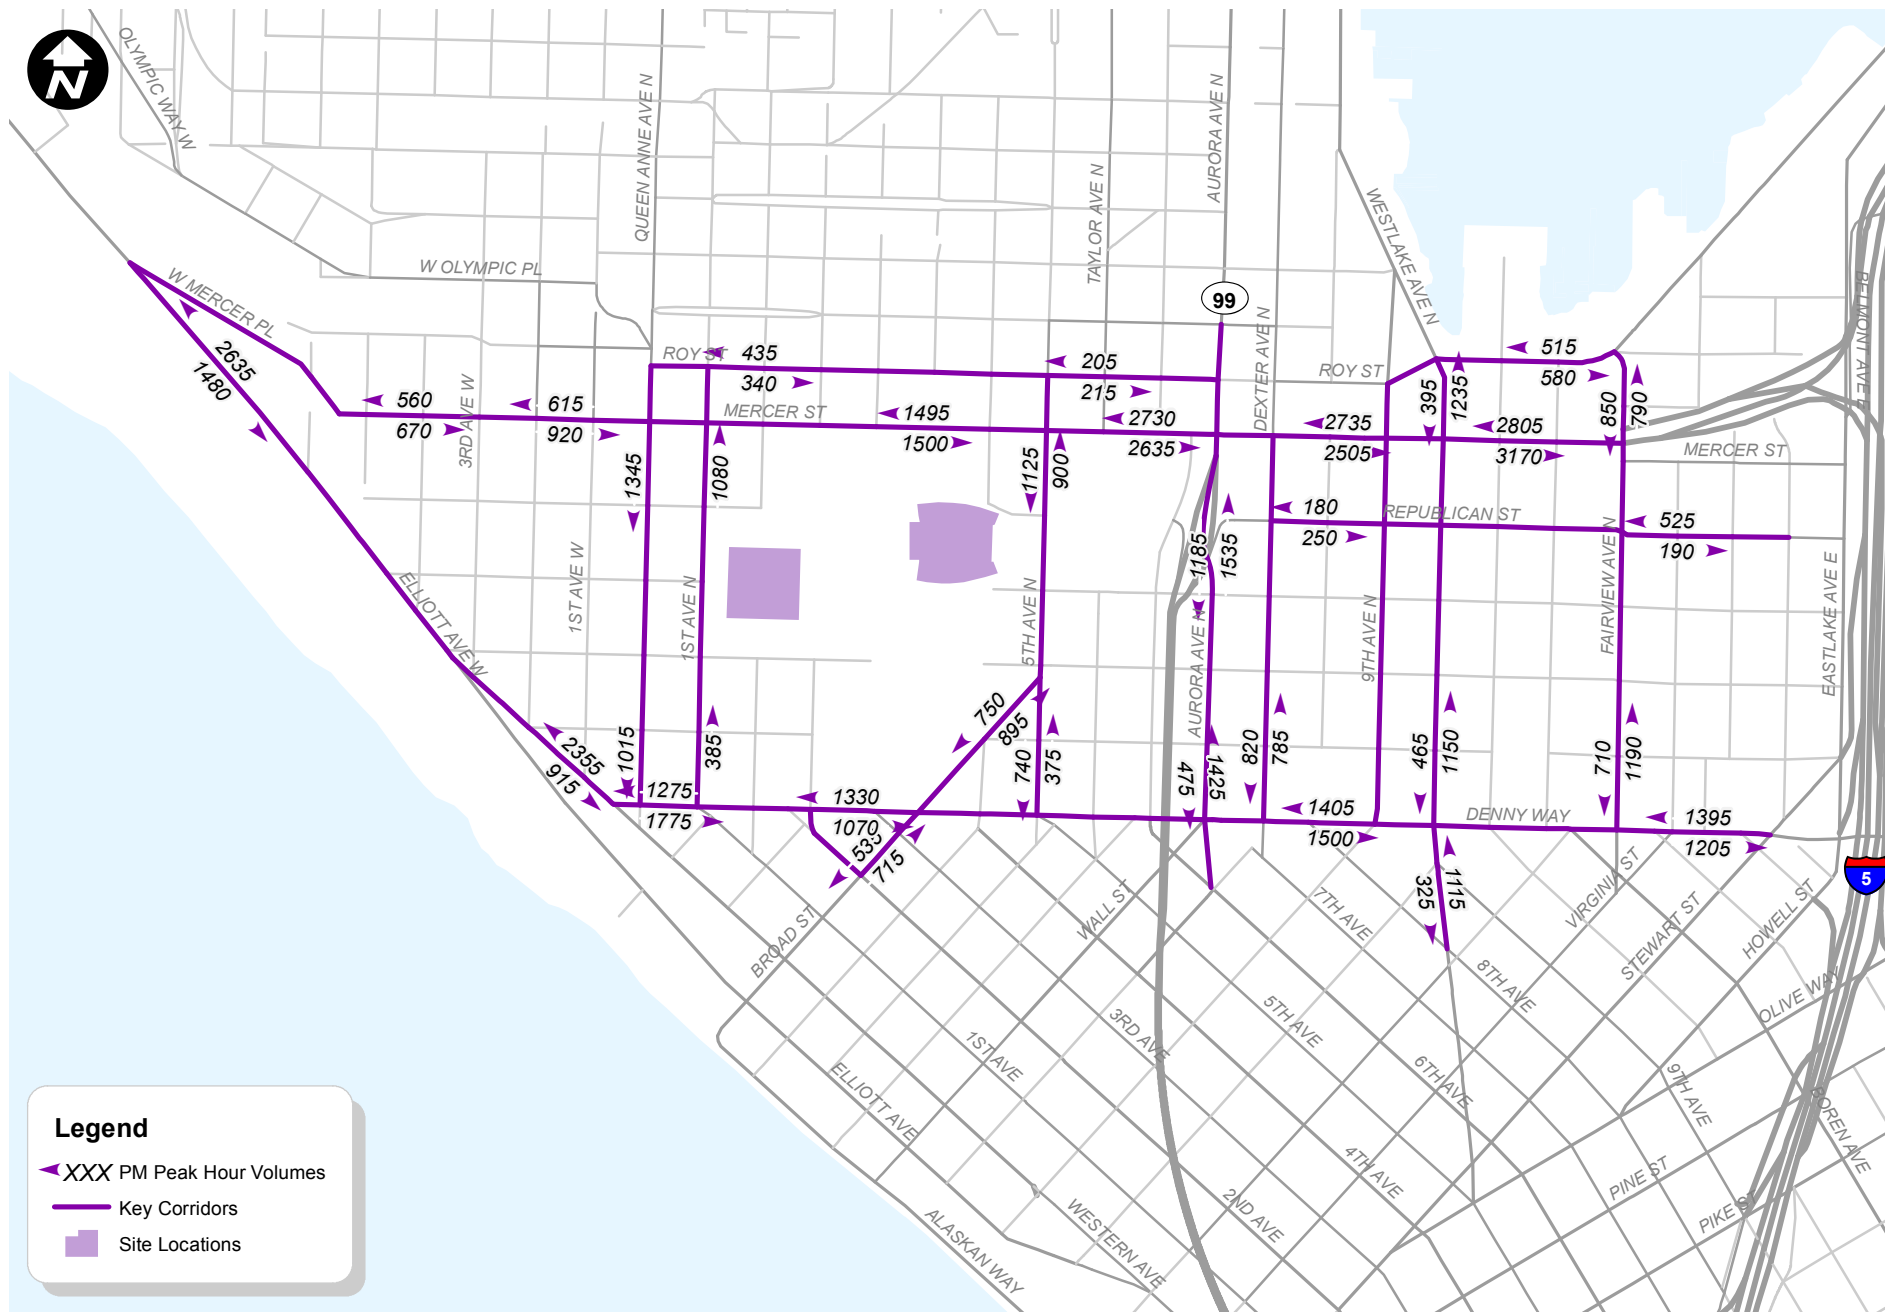 N
OLYMPIC WAY W
QUEEN ANNE AVE N
TAYLOR AVE N
AURORA AVE N
WESTLAKE AVE N
BELMONT AVE E
W OLYMPIC PL
W MERCER PL
99
DEXTER AVE N
ROY ST
435
340
205
215
ROY ST
515
580
395
1235
850
790
2635
1480
560
670
3RD AVE W
615
920
MERCER ST
1495
1500
2730
2635
2735
2505
2805
3170
MERCER ST
1345
1080
1125
900
1185
1535
180
250
REPUBLICAN ST
525
190
ELLIOTT AVE W
1ST AVE W
1ST AVE N
5TH AVE N
AURORA AVE N
9TH AVE N
FAIRVIEW AVE N
EASTLAKE AVE E
2355
915
1015
385
750
895
740
375
475
1425
820
785
465
1150
710
1190
1275
1775
1330
1070
715
1405
1500
DENNY WAY
1395
1205
325
1115
5
BROAD ST
WALL ST
7TH AVE
8TH AVE
VIRGINIA ST
STEWART ST
HOWELL ST
OLIVE WAY
ELLIOTT AVE
1ST AVE
3RD AVE
5TH AVE
6TH AVE
9TH AVE
BOREN AVE
4TH AVE
2ND AVE
WESTERN AVE
ALASKAN WAY
PINE ST
PIKE ST
Legend
XXX PM Peak Hour Volumes
Key Corridors
Site Locations